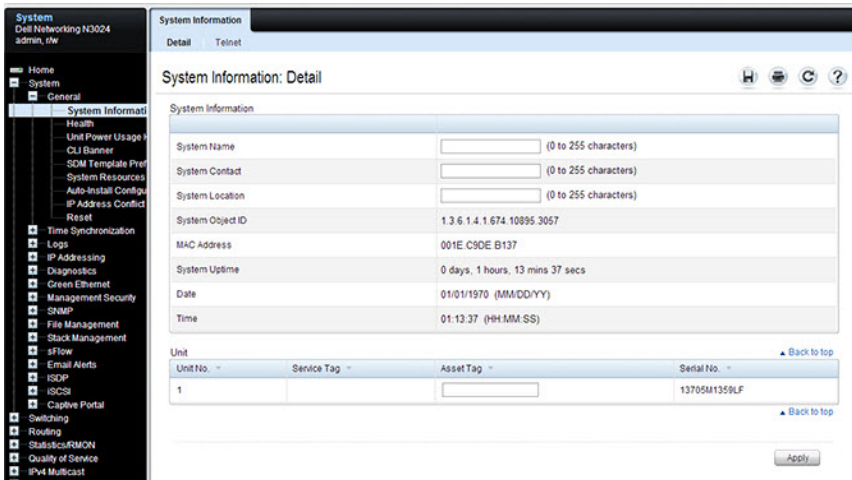 System
Dell Networking N3024
admin, r/w
Home
System
General
System Informati
Health
Unit Power Usage H
CLI Banner
SDM Template Pref
System Resources
Auto-Install Configu
IP Address Conflict
Reset
Time Synchronization
Logs
IP Addressing
Diagnostics
Green Ethernet
Management Security
SNMP
File Management
Stack Management
sFlow
Email Alerts
ISDP
iSCSI
Captive Portal
Switching
Routing
Statistics/RMON
Quality of Service
IPv4 Multicast
System Information
Detail Telnet
System Information: Detail
System Information
System Name (0 to 255 characters)
System Contact (0 to 255 characters)
System Location (0 to 255 characters)
System Object ID 1.3.6.1.4.1.674.10895.3057
MAC Address 001E.C9DE.B137
System Uptime 0 days, 1 hours, 13 mins 37 secs
Date 01/01/1970 (MM/DD/YY)
Time 01:13:37 (HH:MM:SS)
Unit Back to top
Unit No. Service Tag Asset Tag Serial No.
1 13705M1359LF
Back to top
Apply